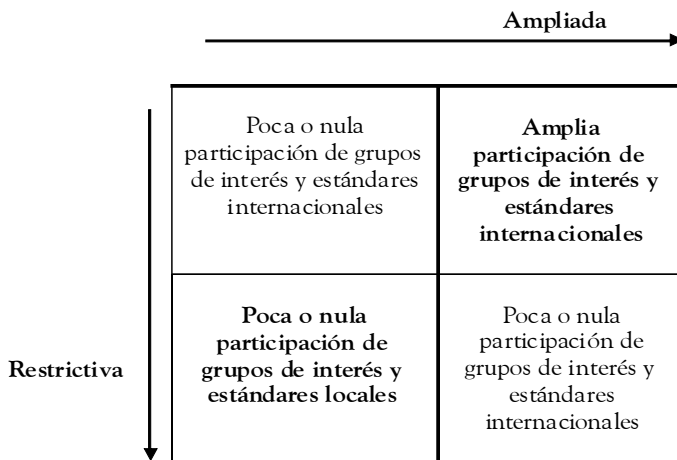 Ampliada
Poca o nula
participación de grupos
de interés y estándares
internacionales
Amplia
participación de
grupos de interés y
estándares
internacionales
Restrictiva
Poca o nula
participación de
grupos de interés y
estándares locales
Poca o nula
participación de
grupos de interés y
estándares
internacionales